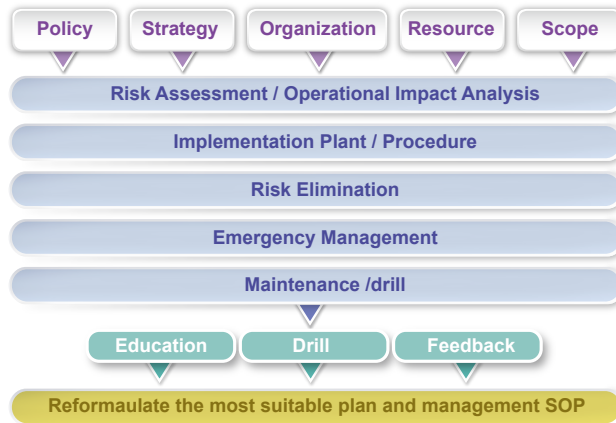 Policy Strategy Organization Resource Scope
Risk Assessment / Operational Impact Analysis
Implementation Plant / Procedure
Risk Elimination
Emergency Management
Maintenance /drill
Education Drill Feedback
Reformaulate the most suitable plan and management SOP